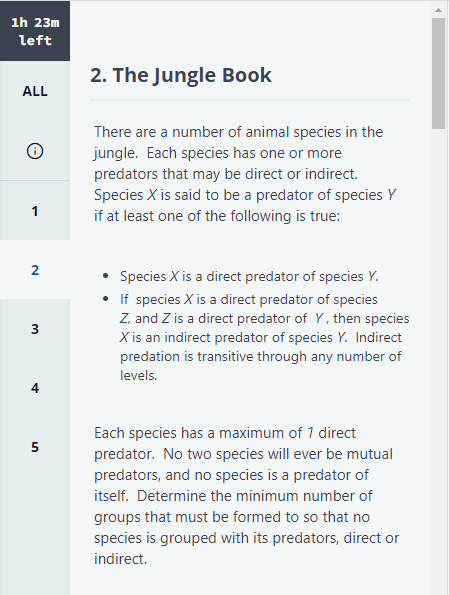 1h 23m
left
ALL
1
2
3
4
5
2. The Jungle Book
There are a number of animal species in the
jungle.  Each species has one or more
predators that may be direct or indirect.
Species X is said to be a predator of species Y
if at least one of the following is true:
• Species X is a direct predator of species Y.
• If  species X is a direct predator of species
Z, and Z is a direct predator of  Y , then species
X is an indirect predator of species Y.  Indirect
predation is transitive through any number of
levels.
Each species has a maximum of 1 direct
predator.  No two species will ever be mutual
predators, and no species is a predator of
itself.  Determine the minimum number of
groups that must be formed to so that no
species is grouped with its predators, direct or
indirect.